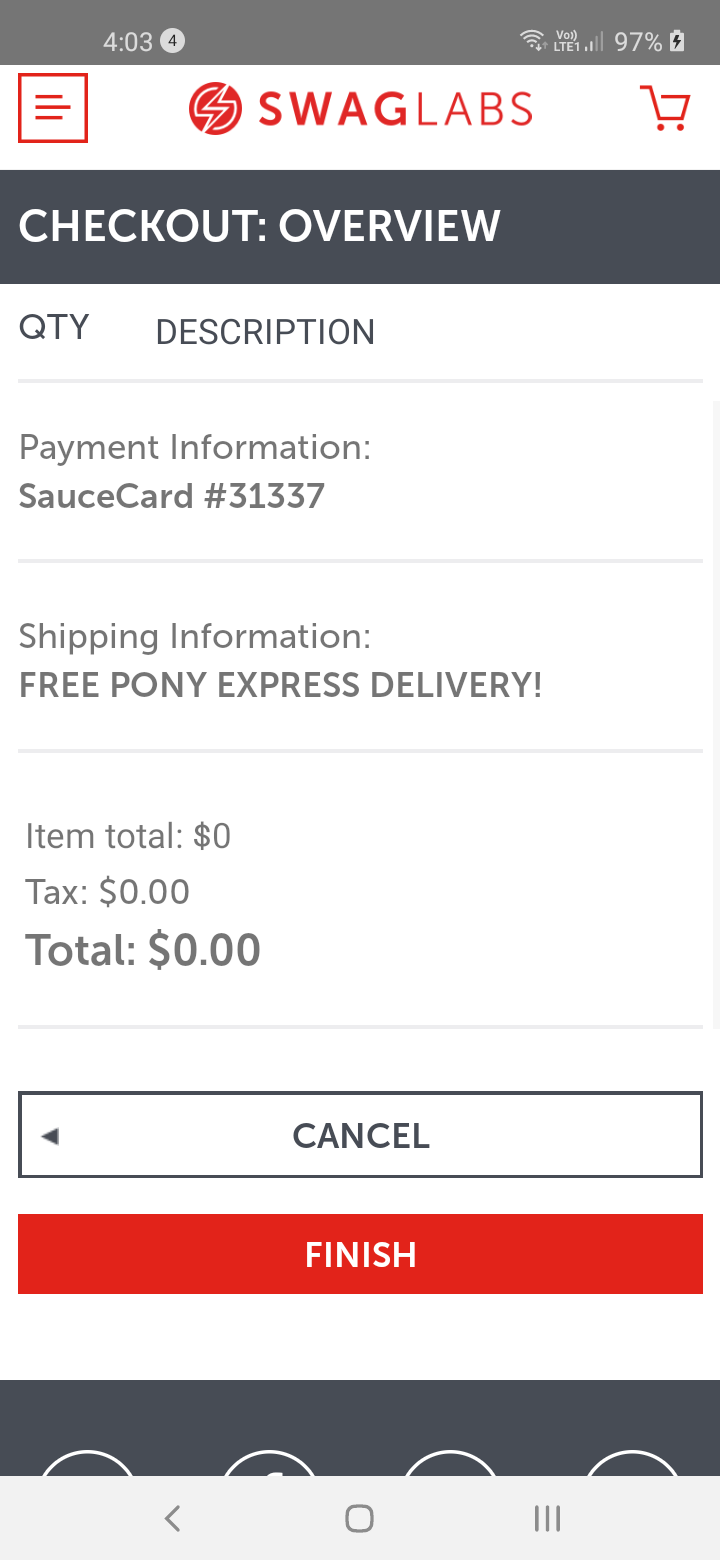 4:03 4 Vo)) LTE1 97%
SWAGLABS
CHECKOUT: OVERVIEW
QTY DESCRIPTION
Payment Information:
SauceCard #31337
Shipping Information:
FREE PONY EXPRESS DELIVERY!
Item total: $0
Tax: $0.00
Total: $0.00
CANCEL
FINISH